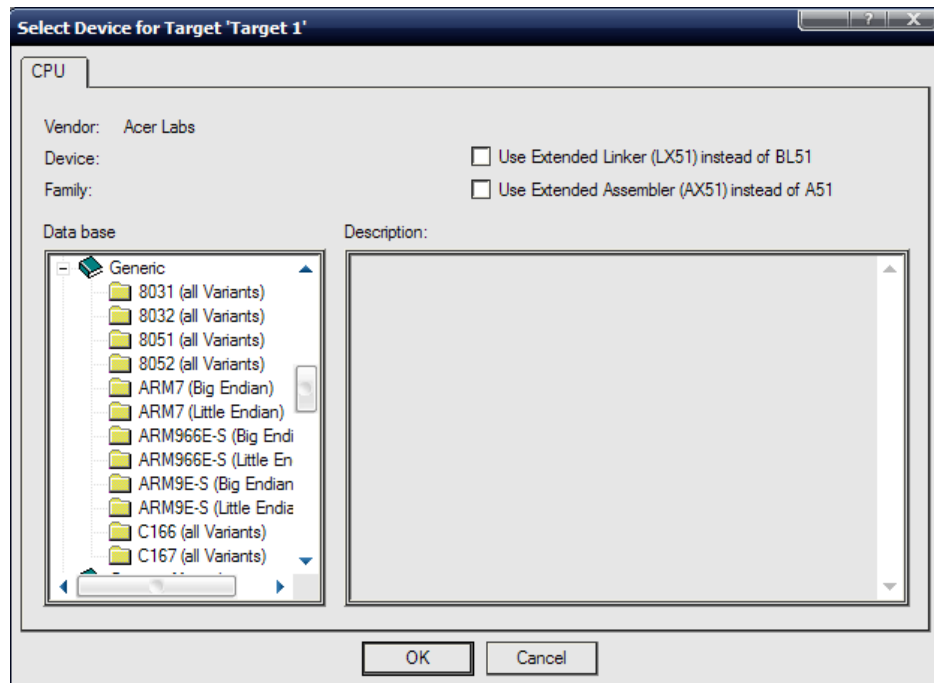 Select Device for Target 'Target 1'
CPU
Vendor: Acer Labs
Device:
Use Extended Linker (LX51) instead of BL51
Family:
Use Extended Assembler (AX51) instead of A51
Data base
Description:
Generic
8031 (all Variants)
8032 (all Variants)
8051 (all Variants)
8052 (all Variants)
ARM7 (Big Endian)
ARM7 (Little Endian)
ARM966E-S (Big Endi
ARM966E-S (Little En
ARM9E-S (Big Endian
ARM9E-S (Little Endia
C166 (all Variants)
C167 (all Variants)
OK
Cancel